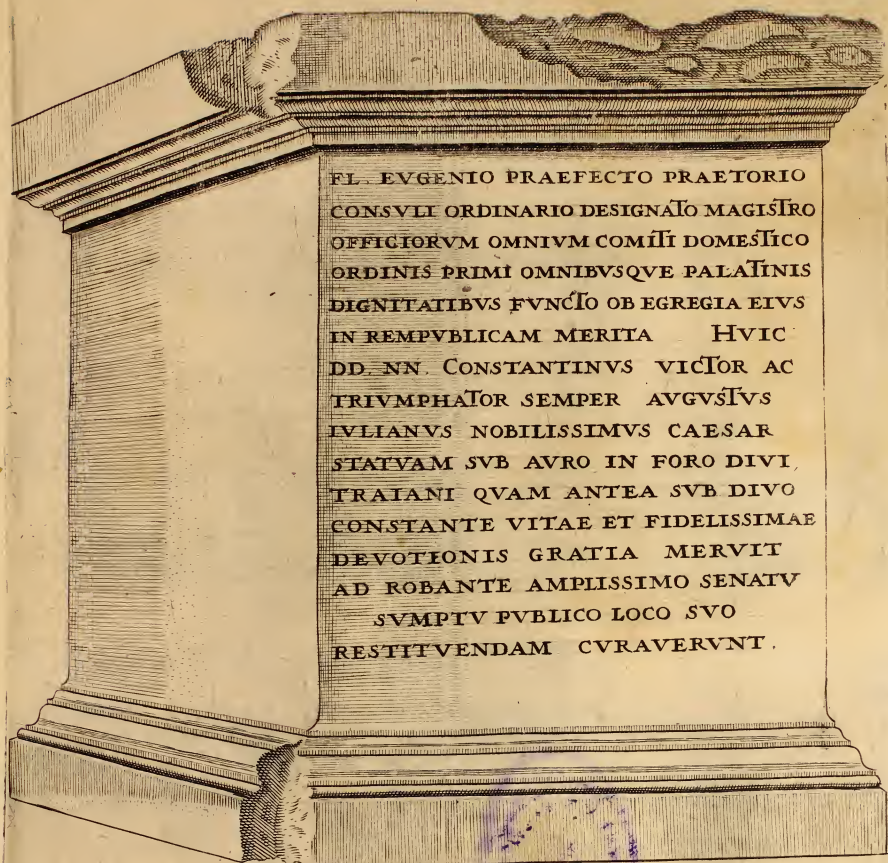 FL. EVGENIO PRAEFECTO PRAETORIO
CONSVLI ORDINARIO DESIGNATO MAGISTRO
OFFICIORVM OMNIVM COMITI DOMESTICO
ORDINIS PRIMI OMNIBVSQVE PALATINIS
DIGNITATIBVS FVNCTO OB EGREGIA EIVS
IN REMPVBLICAM MERITA HVIC
DD. NN. CONSTANTINVS VICTOR AC
TRIVMPHATOR SEMPER AVGVSTVS
IVLIANVS NOBILISSIMVS CAESAR
STATVAM SVB AVRO IN FORO DIVI
TRAIANI QVAM ANTEA SVB DIVO
CONSTANTE VITAE ET FIDELISSIMAE
DEVOTIONIS GRATIA MERVIT
AD ROBANTE AMPLISSIMO SENATV
SVMPTV PVBLICO LOCO SVO
RESTITVENDAM CVRAVERVNT.